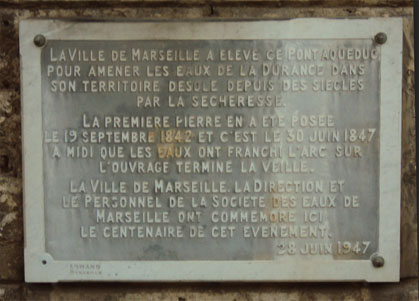 LA VILLE DE MARSEILLE A ELEVE CE PONT AQUEDUC
POUR AMENER LES EAUX DE LA DURANCE DANS
SON TERRITOIRE DESOLE DEPUIS DES SIECLES
PAR LA SECHERESSE.
LA PREMIERE PIERRE EN A ETE POSEE
LE 19 SEPTEMBRE 1842 ET C'EST LE 30 JUIN 1847
A MIDI QUE LES EAUX ONT FRANCHI L'ARC SUR
L'OUVRAGE TERMINE LA VEILLE.
LA VILLE DE MARSEILLE. LA DIRECTION ET
LE PERSONNEL DE LA SOCIETE DES EAUX DE
MARSEILLE ONT COMMEMORE ICI
LE CENTENAIRE DE CET EVENEMENT.
28 JUIN 1947